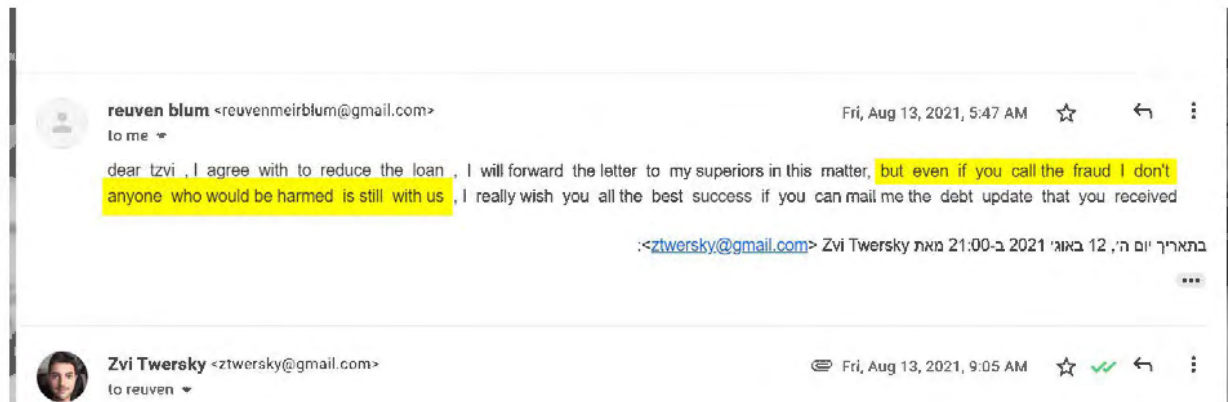 reuven blum <reuvenmeirblum@gmail.com> Fri, Aug 13, 2021, 5:47 AM
to me
dear tzvi , I agree with to reduce the loan , I will forward the letter to my superiors in this matter, but even if you call the fraud I don't
anyone who would be harmed is still with us , I really wish you all the best success if you can mail me the debt update that you received
בתאריך יום ה׳, 12 באוג׳ 2021 ב-21:00 מאת Zvi Twersky <ztwersky@gmail.com>:
Zvi Twersky <ztwersky@gmail.com> Fri, Aug 13, 2021, 9:05 AM
to reuven